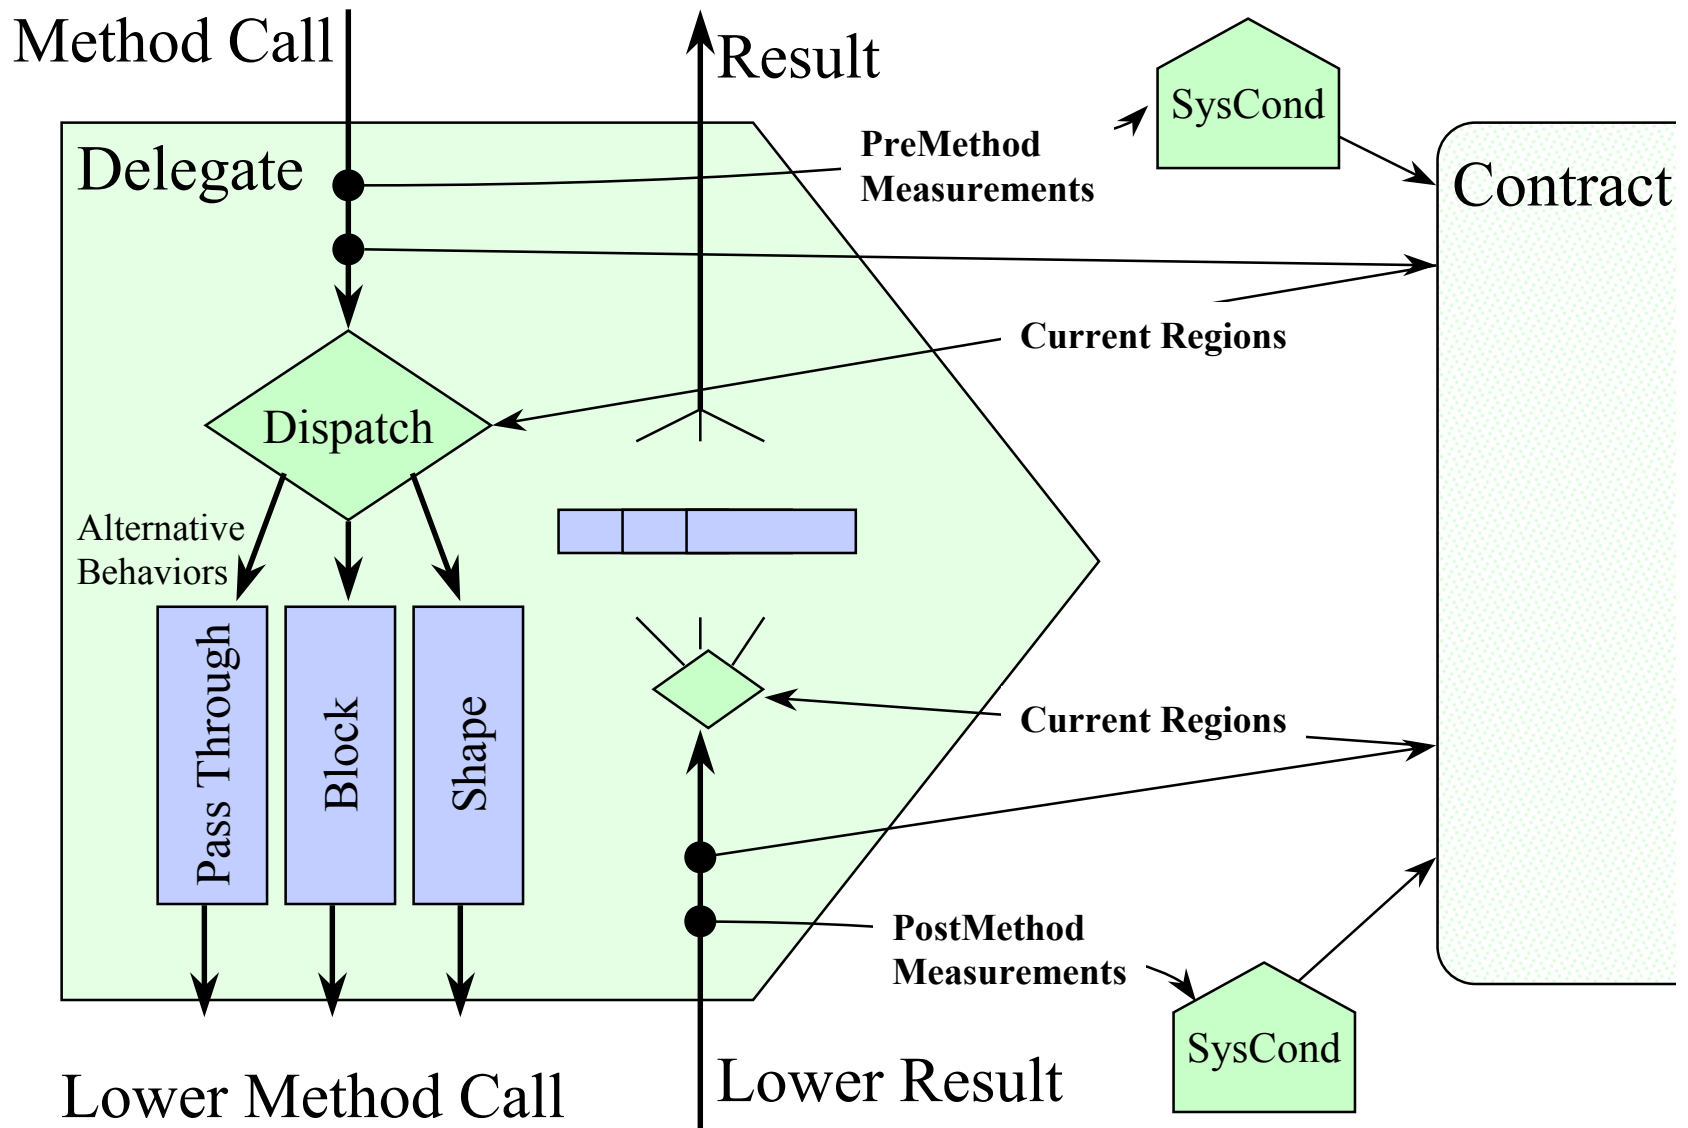 Method Call
Result
SysCond
PreMethod
Measurements
Delegate
Contract
Current Regions
Dispatch
Alternative
Behaviors
Pass Through
Block
Shape
Current Regions
PostMethod
Measurements
SysCond
Lower Method Call
Lower Result